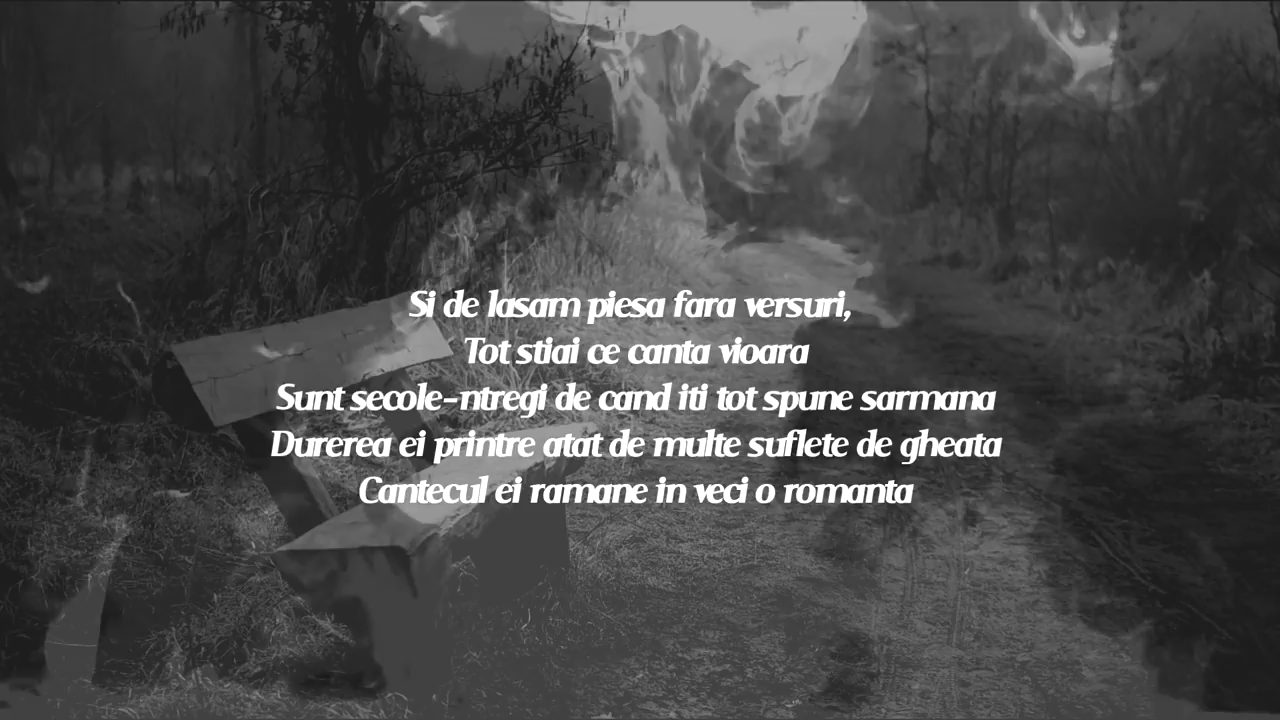 Si de lasam piesa fara versuri,
Tot stiai ce canta vioara
Sunt secole-ntregi de cand iti tot spune sarmana
Durerea ei printre atat de multe suflete de gheata
Cantecul ei ramane in veci o romanta